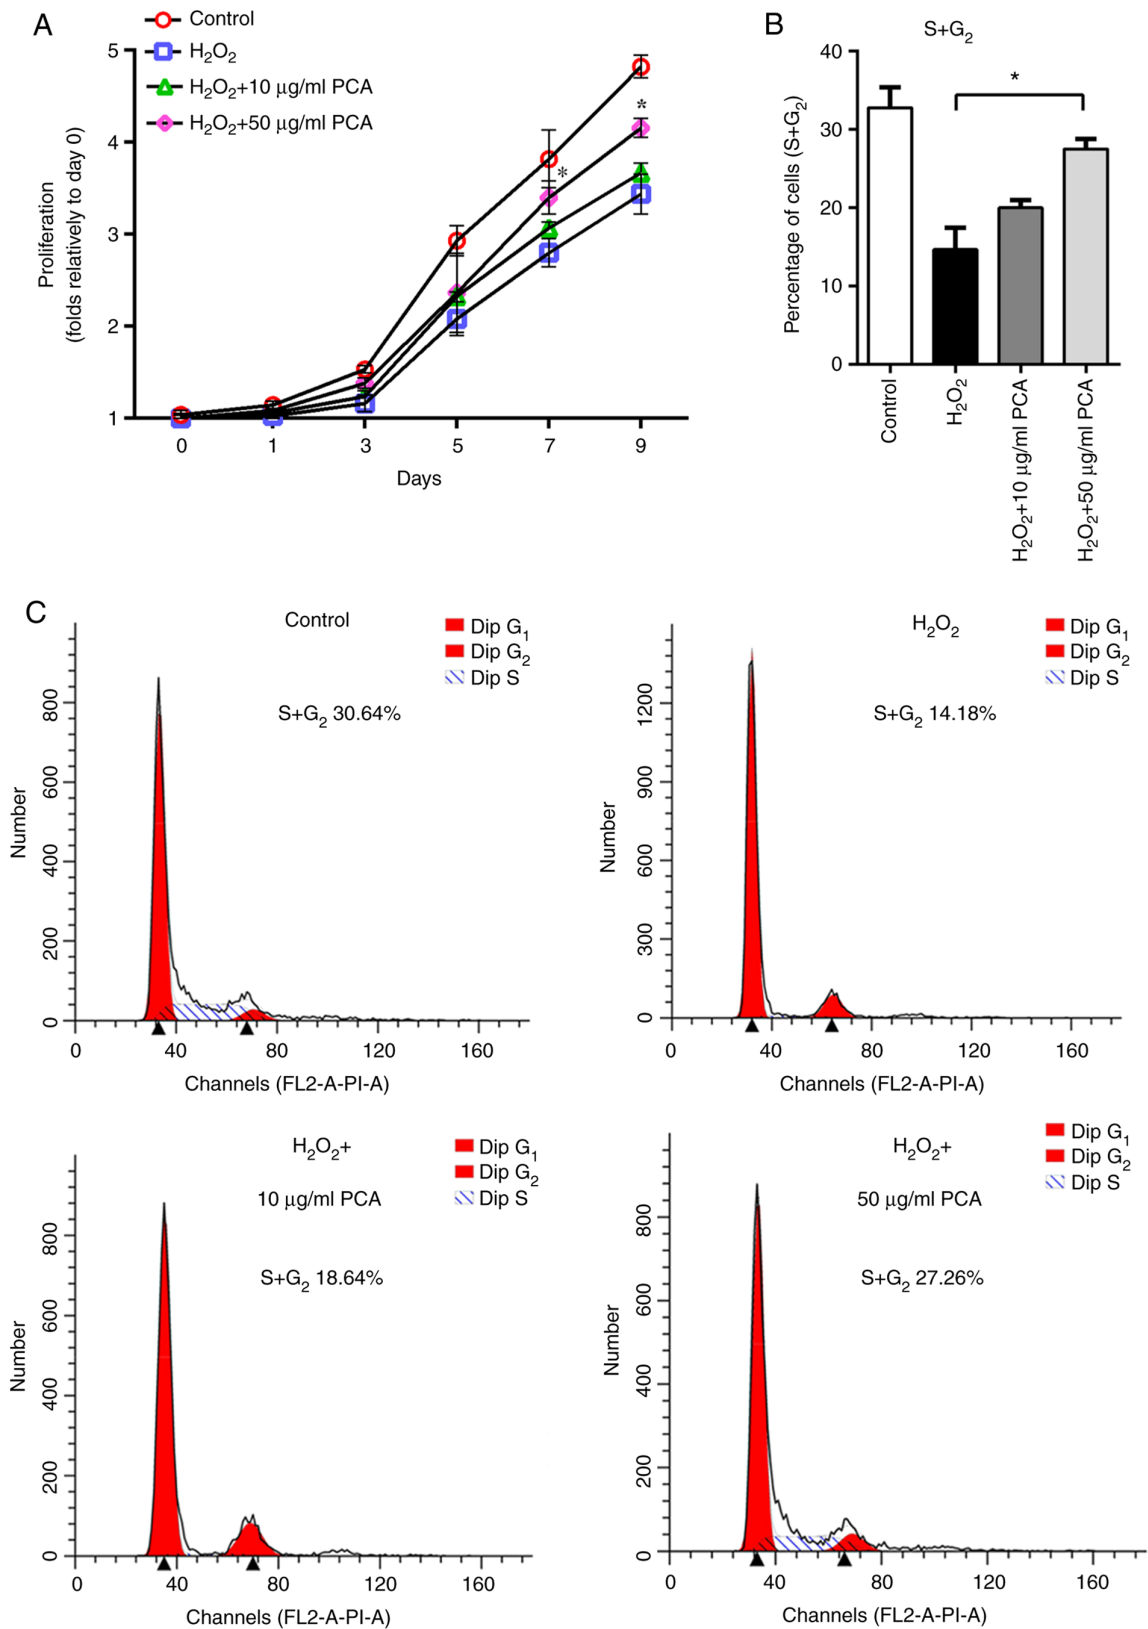 A
Control
H₂O₂
H₂O₂+10 μg/ml PCA
H₂O₂+50 μg/ml PCA
Proliferation
(folds relatively to day 0)
5
4
3
2
1
*
*
0 1 3 5 7 9
Days
B
S+G₂
Percentage of cells (S+G₂)
40
30
20
10
0
*
Control
H₂O₂
H₂O₂+10 μg/ml PCA
H₂O₂+50 μg/ml PCA
C
Control
Dip G₁
Dip G₂
Dip S
S+G₂ 30.64%
Number
800
600
400
200
0
0 40 80 120 160
Channels (FL2-A-PI-A)
H₂O₂
Dip G₁
Dip G₂
Dip S
S+G₂ 14.18%
Number
1200
900
600
300
0
0 40 80 120 160
Channels (FL2-A-PI-A)
H₂O₂+
10 μg/ml PCA
Dip G₁
Dip G₂
Dip S
S+G₂ 18.64%
Number
800
600
400
200
0
0 40 80 120 160
Channels (FL2-A-PI-A)
H₂O₂+
50 μg/ml PCA
Dip G₁
Dip G₂
Dip S
S+G₂ 27.26%
Number
800
600
400
200
0
0 40 80 120 160
Channels (FL2-A-PI-A)